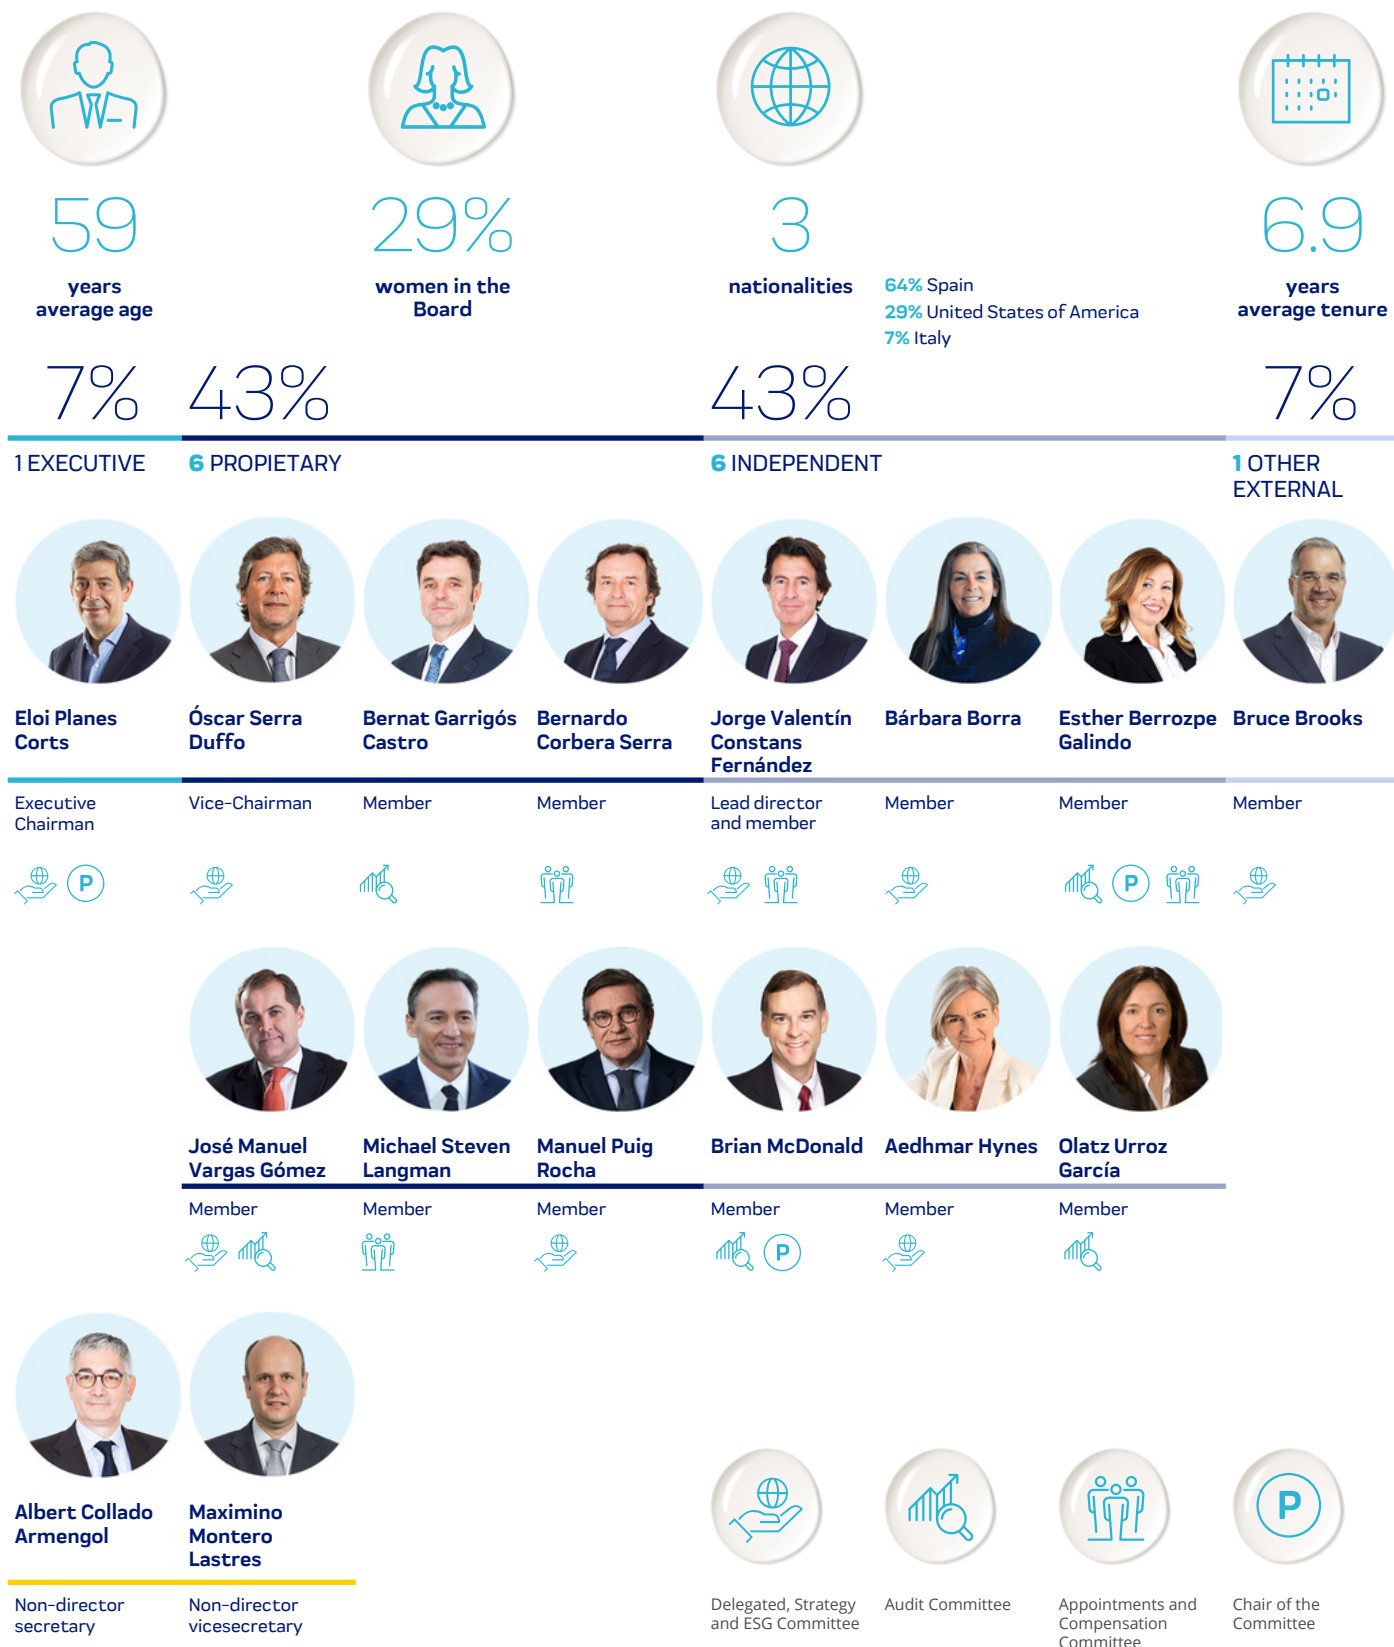 59
years
average age
29%
women in the
Board
3
nationalities
64% Spain
29% United States of America
7% Italy
6.9
years
average tenure
7%
43%
43%
7%
1 EXECUTIVE
6 PROPIETARY
6 INDEPENDENT
1 OTHER
EXTERNAL
Eloi Planes
Corts
Óscar Serra
Duffo
Bernat Garrigós
Castro
Bernardo
Corbera Serra
Jorge Valentín
Constans
Fernández
Bárbara Borra
Esther Berrozpe
Galindo
Bruce Brooks
Executive
Chairman
Vice-Chairman
Member
Member
Lead director
and member
Member
Member
Member
P
P
José Manuel
Vargas Gómez
Michael Steven
Langman
Manuel Puig
Rocha
Brian McDonald
Aedhmar Hynes
Olatz Urroz
García
Member
Member
Member
Member
Member
Member
P
Albert Collado
Armengol
Maximino
Montero
Lastres
Non-director
secretary
Non-director
vicesecretary
P
Delegated, Strategy
and ESG Committee
Audit Committee
Appointments and
Compensation
Committee
Chair of the
Committee